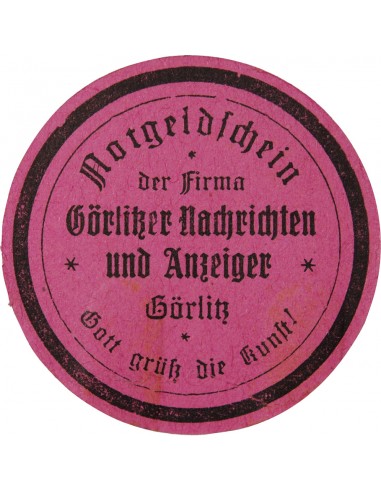 Notgeldschein
*
der Firma
Görlitzer Nachrichten
* und Anzeiger *
Görlitz
*
Gott grüß die Kunst!